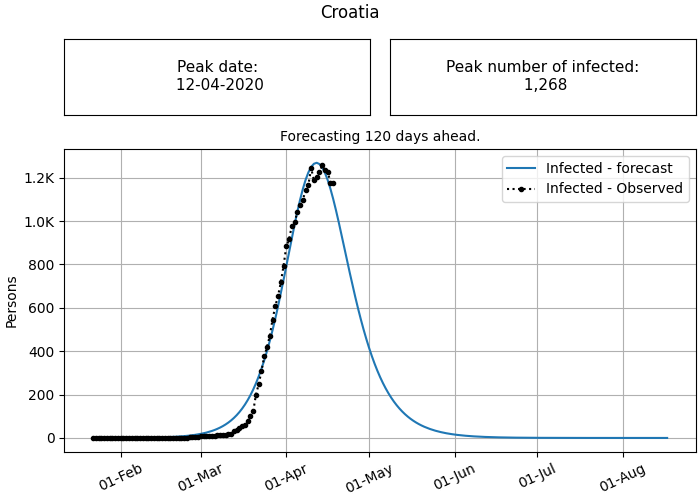 Croatia
Peak date:
12-04-2020
Peak number of infected:
1,268
Forecasting 120 days ahead.
Infected - forecast
Infected - Observed
Persons
1.2K
1.0K
800
600
400
200
0
01-Feb
01-Mar
01-Apr
01-May
01-Jun
01-Jul
01-Aug